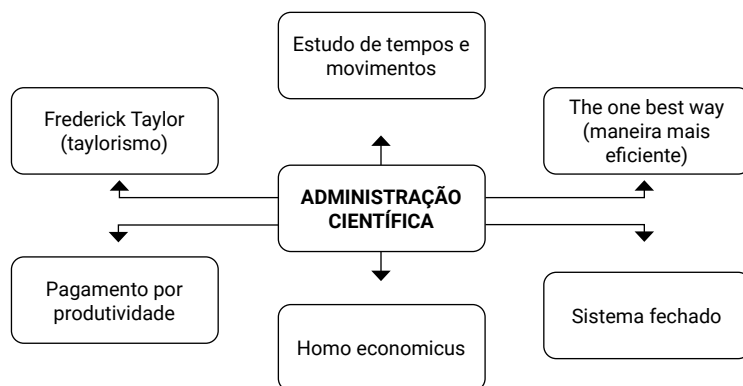 Estudo de tempos e
movimentos
Frederick Taylor
(taylorismo)
The one best way
(maneira mais
eficiente)
ADMINISTRAÇÃO
CIENTÍFICA
Pagamento por
produtividade
Homo economicus
Sistema fechado